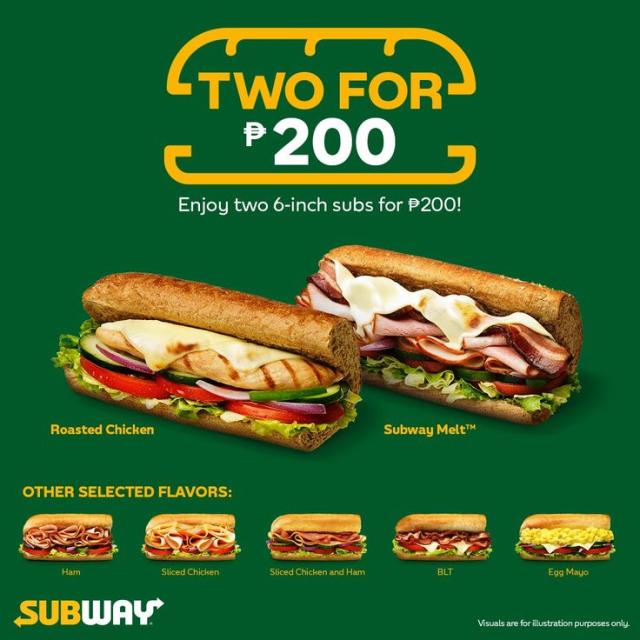 TWO FOR
₱200
Enjoy two 6-inch subs for ₱200!
Roasted Chicken
Subway Melt™
OTHER SELECTED FLAVORS:
Ham
Sliced Chicken
Sliced Chicken and Ham
BLT
Egg Mayo
SUBWAY
Visuals are for illustration purposes only.